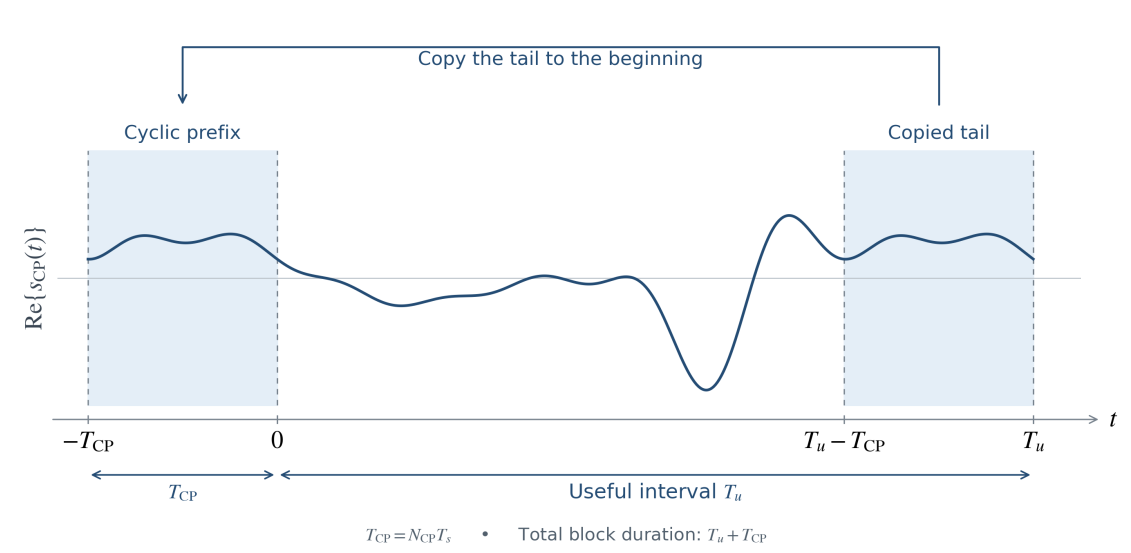 Copy the tail to the beginning
Cyclic prefix
Copied tail
Re{s_CP(t)}
t
−T_CP
0
T_u − T_CP
T_u
T_CP
Useful interval T_u
T_CP = N_CP T_s • Total block duration: T_u + T_CP